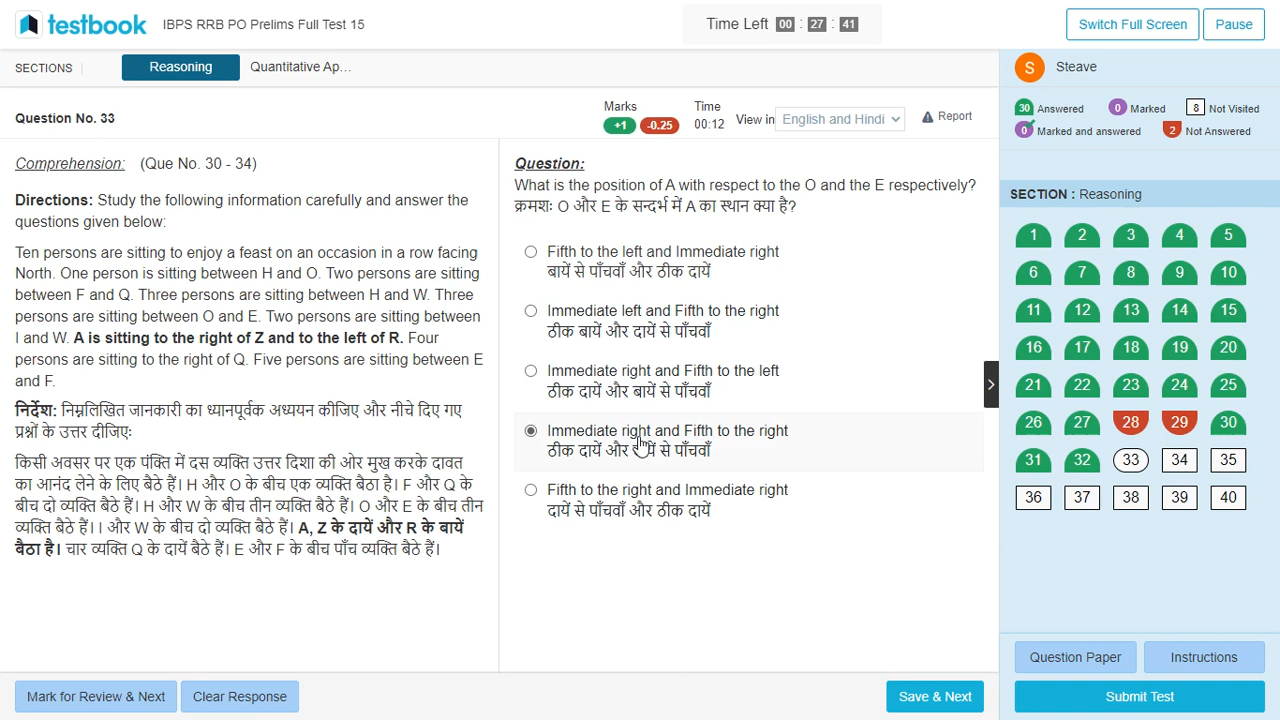 testbook
IBPS RRB PO Prelims Full Test 15
Time Left 00 : 27 : 41
Switch Full Screen
Pause
SECTIONS
Reasoning
Quantitative Ap...
S
Steave
Question No. 33
Marks
+1 -0.25
Time
00:12
View in English and Hindi
Report
30 Answered
0 Marked
8 Not Visited
0 Marked and answered
2 Not Answered
Comprehension: (Que No. 30 - 34)
Directions: Study the following information carefully and answer the
questions given below:
Ten persons are sitting to enjoy a feast on an occasion in a row facing
North. One person is sitting between H and O. Two persons are sitting
between F and Q. Three persons are sitting between H and W. Three
persons are sitting between O and E. Two persons are sitting between
I and W. A is sitting to the right of Z and to the left of R. Four
persons are sitting to the right of Q. Five persons are sitting between E
and F.
निर्देश: निम्नलिखित जानकारी का ध्यानपूर्वक अध्ययन कीजिए और नीचे दिए गए
प्रश्नों के उत्तर दीजिए:
किसी अवसर पर एक पंक्ति में दस व्यक्ति उत्तर दिशा की ओर मुख करके दावत
का आनंद लेने के लिए बैठे हैं। H और O के बीच एक व्यक्ति बैठा है। F और Q के
बीच दो व्यक्ति बैठे हैं। H और W के बीच तीन व्यक्ति बैठे हैं। O और E के बीच तीन
व्यक्ति बैठे हैं। I और W के बीच दो व्यक्ति बैठे हैं। A, Z के दायें और R के बायें
बैठा है। चार व्यक्ति Q के दायें बैठे हैं। E और F के बीच पाँच व्यक्ति बैठे हैं।
Question:
What is the position of A with respect to the O and the E respectively?
क्रमशः O और E के सन्दर्भ में A का स्थान क्या है?
Fifth to the left and Immediate right
बायें से पाँचवाँ और ठीक दायें
Immediate left and Fifth to the right
ठीक बायें और दायें से पाँचवाँ
Immediate right and Fifth to the left
ठीक दायें और बायें से पाँचवाँ
Immediate right and Fifth to the right
ठीक दायें और से पाँचवाँ
Fifth to the right and Immediate right
दायें से पाँचवाँ और ठीक दायें
SECTION : Reasoning
1 2 3 4 5
6 7 8 9 10
11 12 13 14 15
16 17 18 19 20
21 22 23 24 25
26 27 28 29 30
31 32 33 34 35
36 37 38 39 40
Question Paper
Instructions
Mark for Review & Next
Clear Response
Save & Next
Submit Test